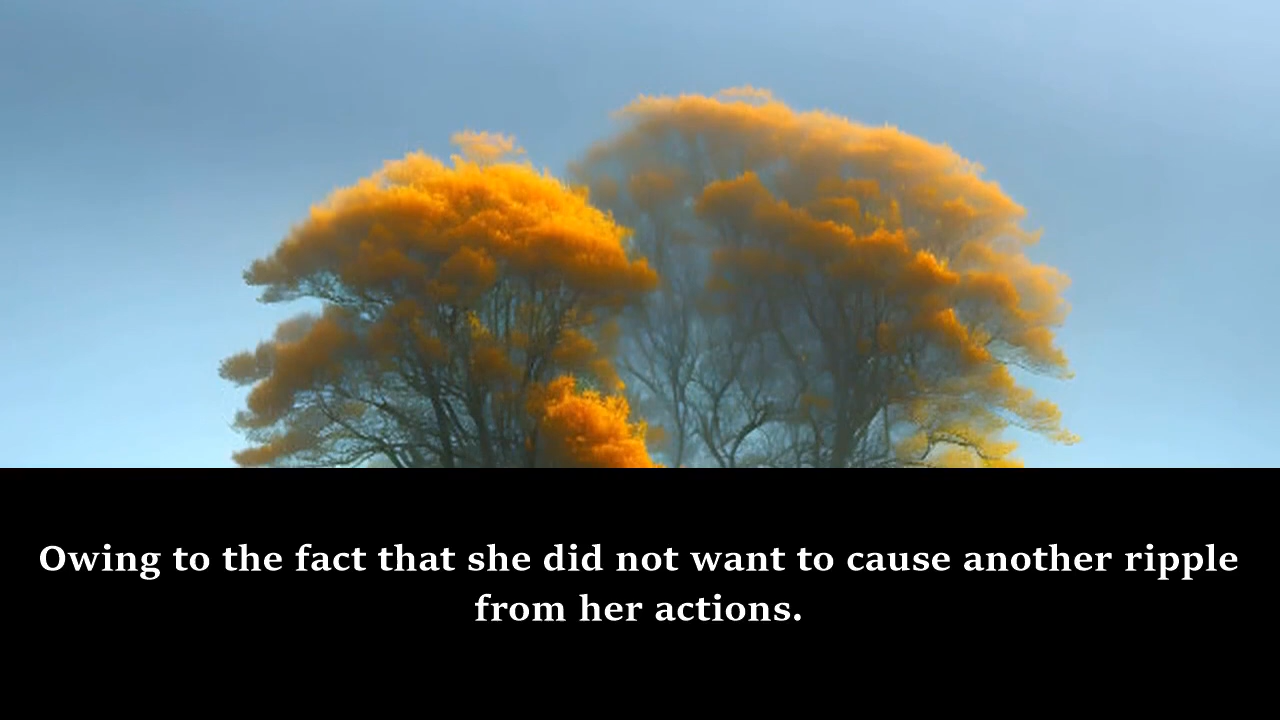 Owing to the fact that she did not want to cause another ripple
from her actions.